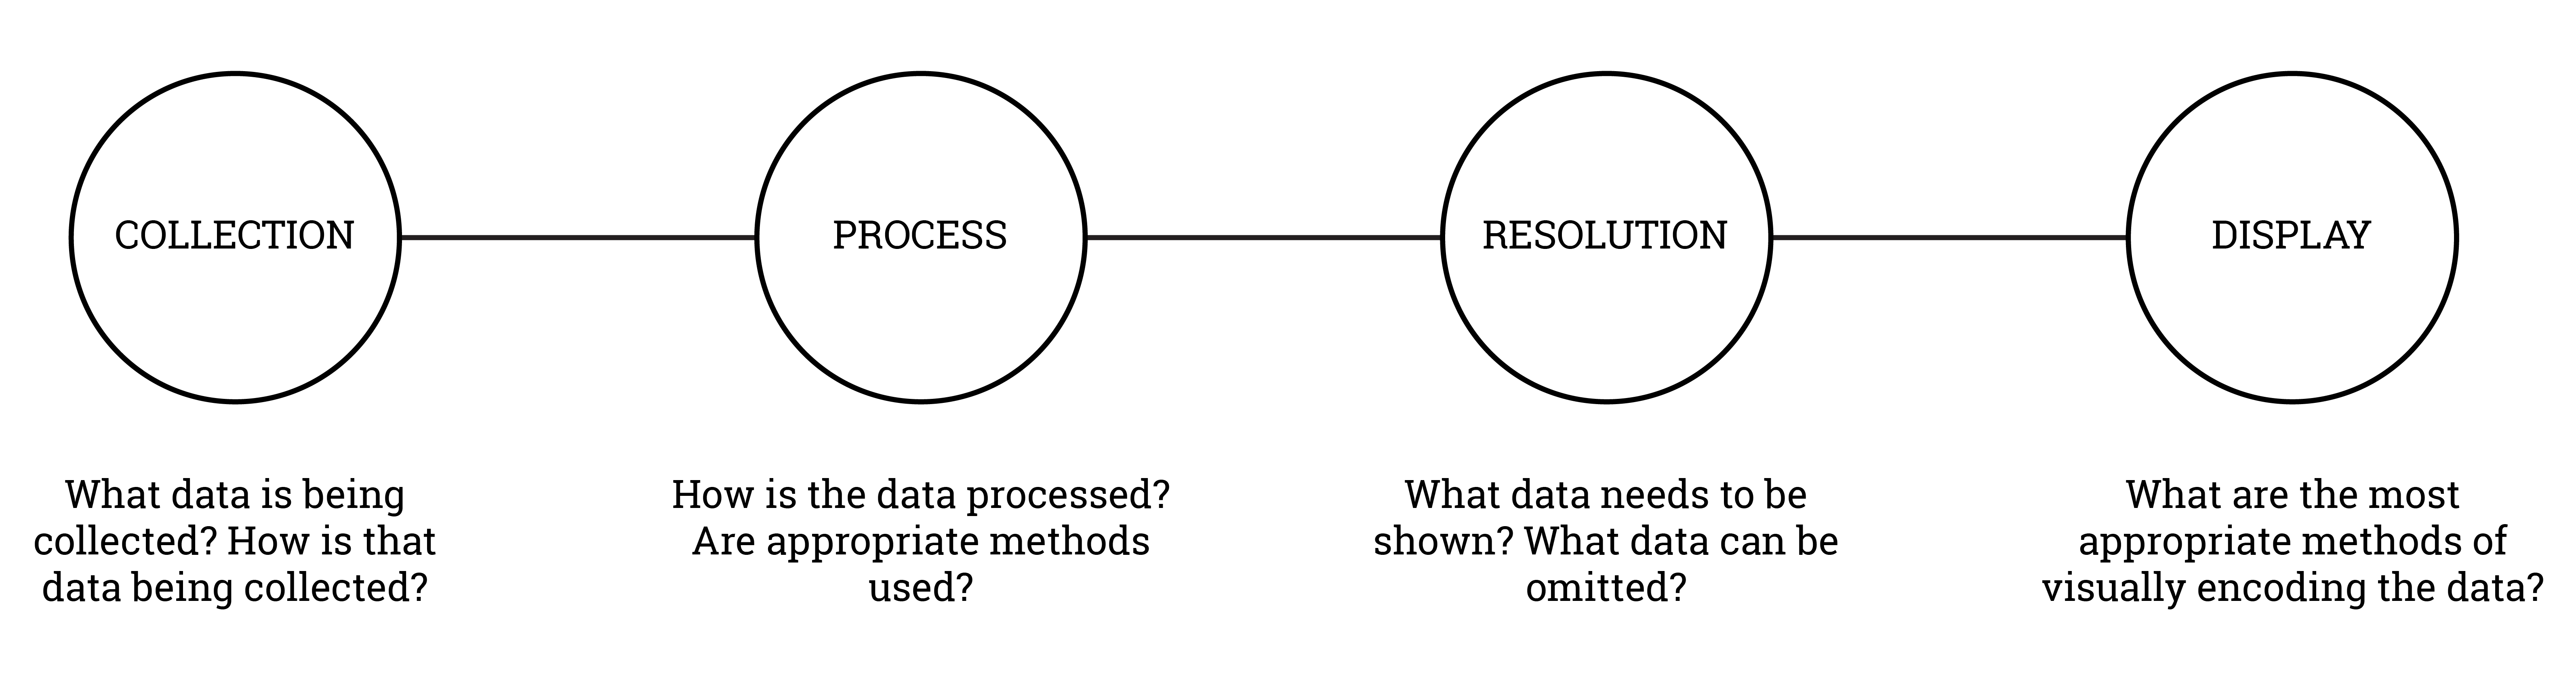 COLLECTION
PROCESS
RESOLUTION
DISPLAY
What data is being
collected? How is that
data being collected?
How is the data processed?
Are appropriate methods
used?
What data needs to be
shown? What data can be
omitted?
What are the most
appropriate methods of
visually encoding the data?